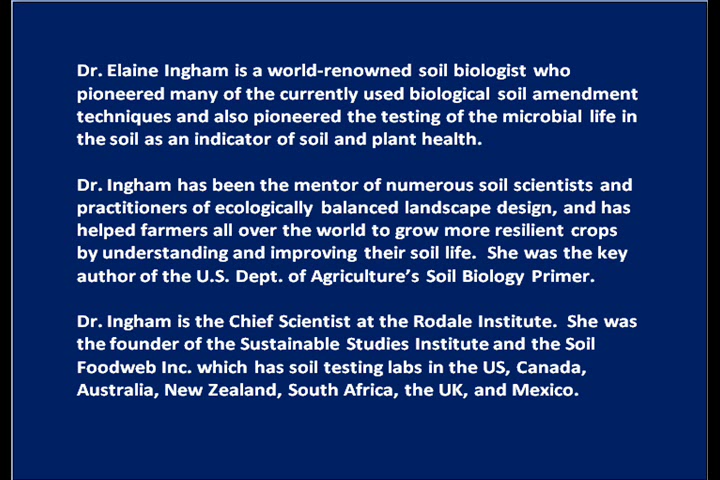 Dr. Elaine Ingham is a world-renowned soil biologist who
pioneered many of the currently used biological soil amendment
techniques and also pioneered the testing of the microbial life in
the soil as an indicator of soil and plant health.
Dr. Ingham has been the mentor of numerous soil scientists and
practitioners of ecologically balanced landscape design, and has
helped farmers all over the world to grow more resilient crops
by understanding and improving their soil life.  She was the key
author of the U.S. Dept. of Agriculture’s Soil Biology Primer.
Dr. Ingham is the Chief Scientist at the Rodale Institute.  She was
the founder of the Sustainable Studies Institute and the Soil
Foodweb Inc. which has soil testing labs in the US, Canada,
Australia, New Zealand, South Africa, the UK, and Mexico.